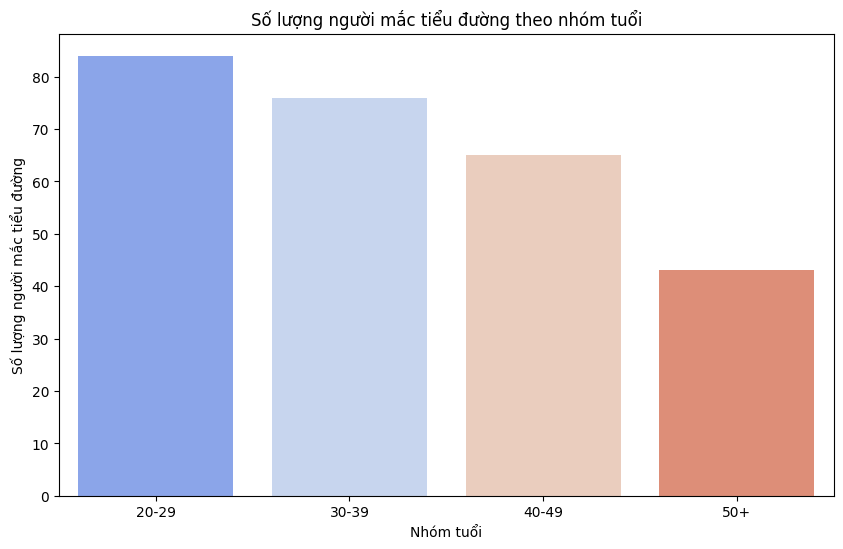 Số lượng người mắc tiểu đường theo nhóm tuổi
Số lượng người mắc tiểu đường
80
70
60
50
40
30
20
10
0
20-29 30-39 40-49 50+
Nhóm tuổi